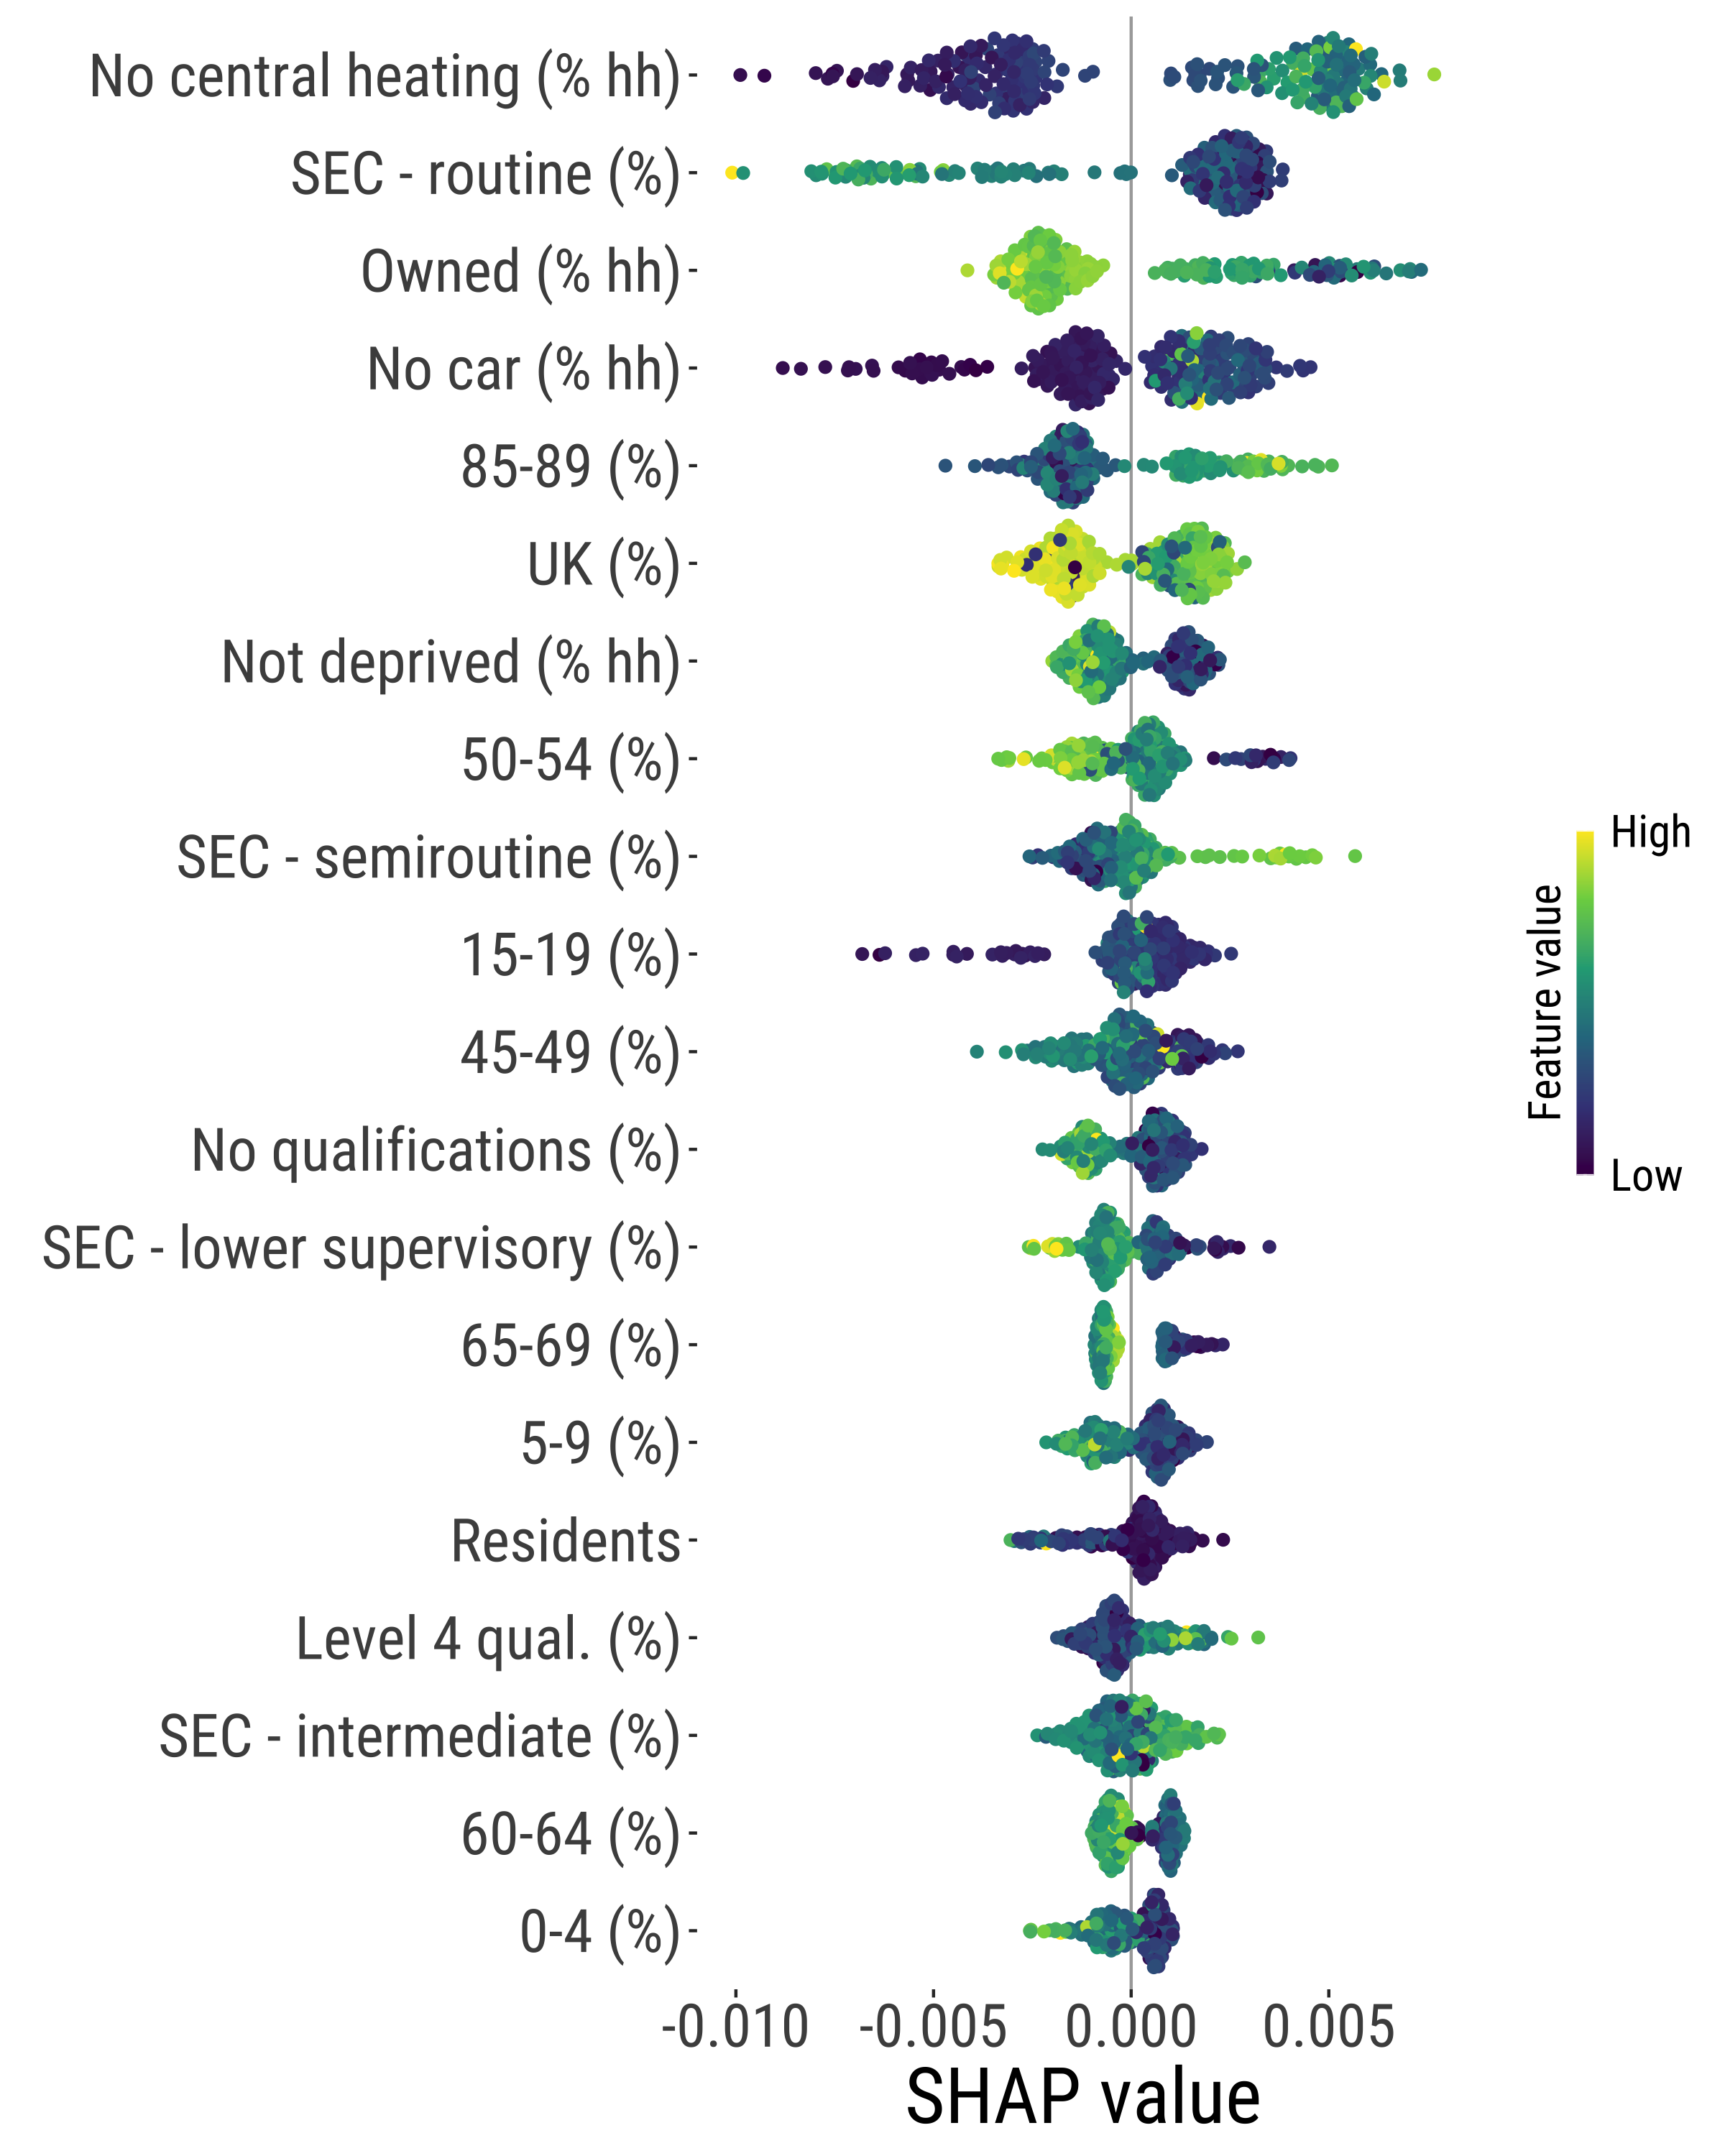 No central heating (% hh)
SEC - routine (%)
Owned (% hh)
No car (% hh)
85-89 (%)
UK (%)
Not deprived (% hh)
50-54 (%)
SEC - semiroutine (%)
15-19 (%)
45-49 (%)
No qualifications (%)
SEC - lower supervisory (%)
65-69 (%)
5-9 (%)
Residents
Level 4 qual. (%)
SEC - intermediate (%)
60-64 (%)
0-4 (%)
-0.010 -0.005 0.000 0.005
SHAP value
High
Feature value
Low